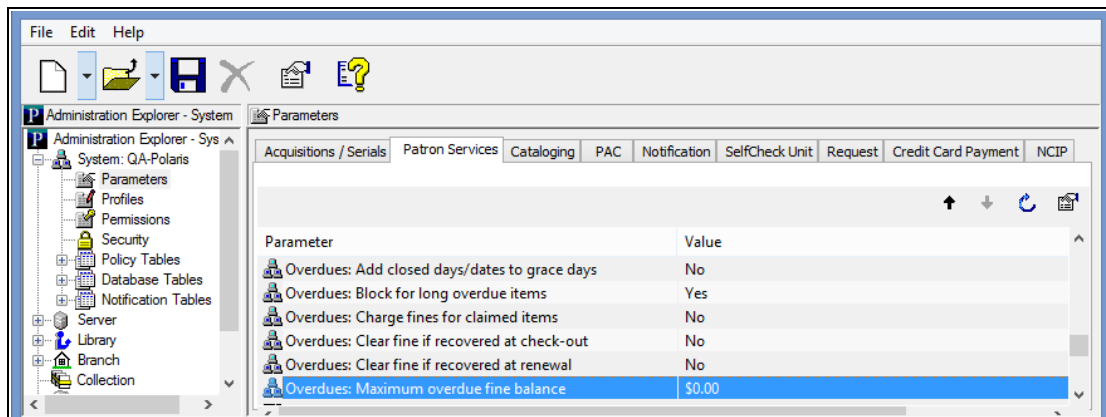 File Edit Help
Administration Explorer - System
Parameters
Administration Explorer - Sys
System: QA-Polaris
Parameters
Profiles
Permissions
Security
Policy Tables
Database Tables
Notification Tables
Server
Library
Branch
Collection
Acquisitions / Serials Patron Services Cataloging PAC Notification SelfCheck Unit Request Credit Card Payment NCIP
Parameter Value
Overdues: Add closed days/dates to grace days No
Overdues: Block for long overdue items Yes
Overdues: Charge fines for claimed items No
Overdues: Clear fine if recovered at check-out No
Overdues: Clear fine if recovered at renewal No
Overdues: Maximum overdue fine balance $0.00